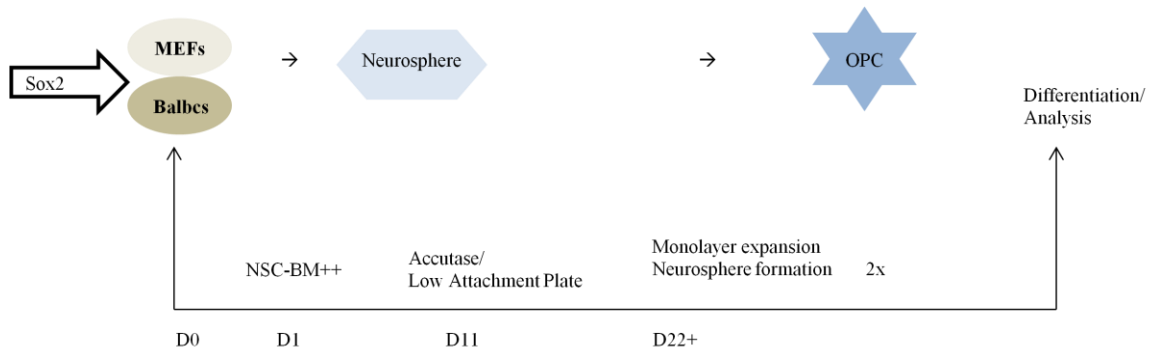 Sox2
MEFs
Balbcs
→
Neurosphere
→
OPC
Differentiation/
Analysis
NSC-BM++
Accutase/
Low Attachment Plate
Monolayer expansion
Neurosphere formation
2x
D0
D1
D11
D22+